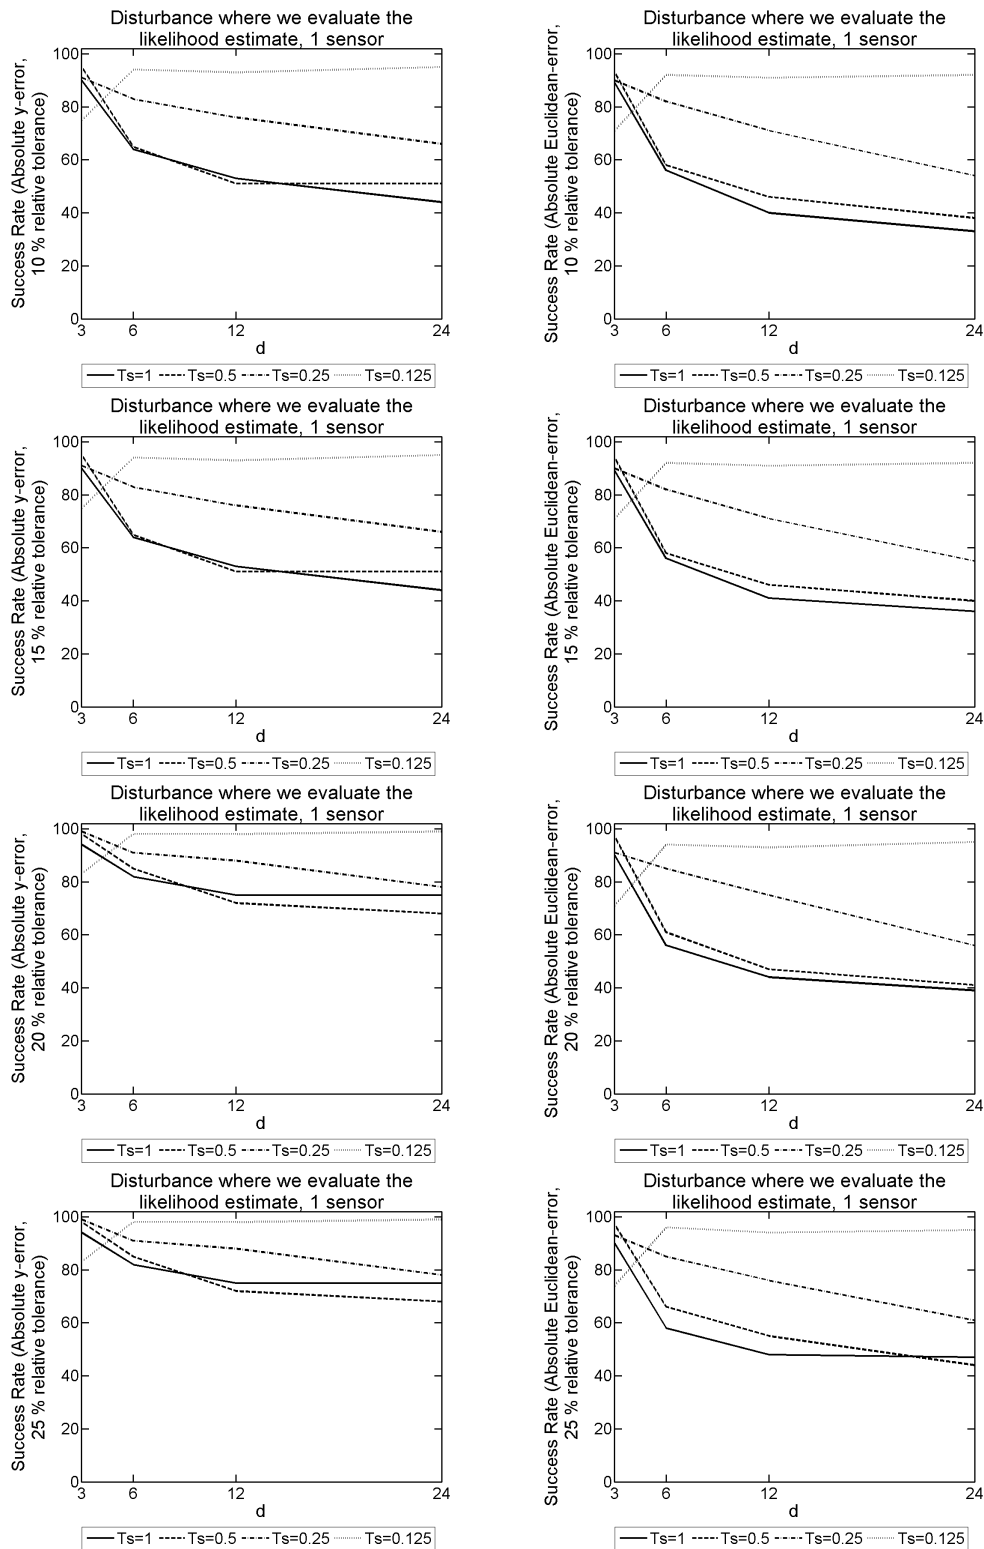 Disturbance where we evaluate the
likelihood estimate, 1 sensor
Success Rate (Absolute y-error,
10 % relative tolerance)
100
80
60
40
20
0
3 6 12 24
d
Ts=1 Ts=0.5 Ts=0.25 Ts=0.125
Disturbance where we evaluate the
likelihood estimate, 1 sensor
Success Rate (Absolute Euclidean-error,
10 % relative tolerance)
100
80
60
40
20
0
3 6 12 24
d
Ts=1 Ts=0.5 Ts=0.25 Ts=0.125
Disturbance where we evaluate the
likelihood estimate, 1 sensor
Success Rate (Absolute y-error,
15 % relative tolerance)
100
80
60
40
20
0
3 6 12 24
d
Ts=1 Ts=0.5 Ts=0.25 Ts=0.125
Disturbance where we evaluate the
likelihood estimate, 1 sensor
Success Rate (Absolute Euclidean-error,
15 % relative tolerance)
100
80
60
40
20
0
3 6 12 24
d
Ts=1 Ts=0.5 Ts=0.25 Ts=0.125
Disturbance where we evaluate the
likelihood estimate, 1 sensor
Success Rate (Absolute y-error,
20 % relative tolerance)
100
80
60
40
20
0
3 6 12 24
d
Ts=1 Ts=0.5 Ts=0.25 Ts=0.125
Disturbance where we evaluate the
likelihood estimate, 1 sensor
Success Rate (Absolute Euclidean-error,
20 % relative tolerance)
100
80
60
40
20
0
3 6 12 24
d
Ts=1 Ts=0.5 Ts=0.25 Ts=0.125
Disturbance where we evaluate the
likelihood estimate, 1 sensor
Success Rate (Absolute y-error,
25 % relative tolerance)
100
80
60
40
20
0
3 6 12 24
d
Ts=1 Ts=0.5 Ts=0.25 Ts=0.125
Disturbance where we evaluate the
likelihood estimate, 1 sensor
Success Rate (Absolute Euclidean-error,
25 % relative tolerance)
100
80
60
40
20
0
3 6 12 24
d
Ts=1 Ts=0.5 Ts=0.25 Ts=0.125